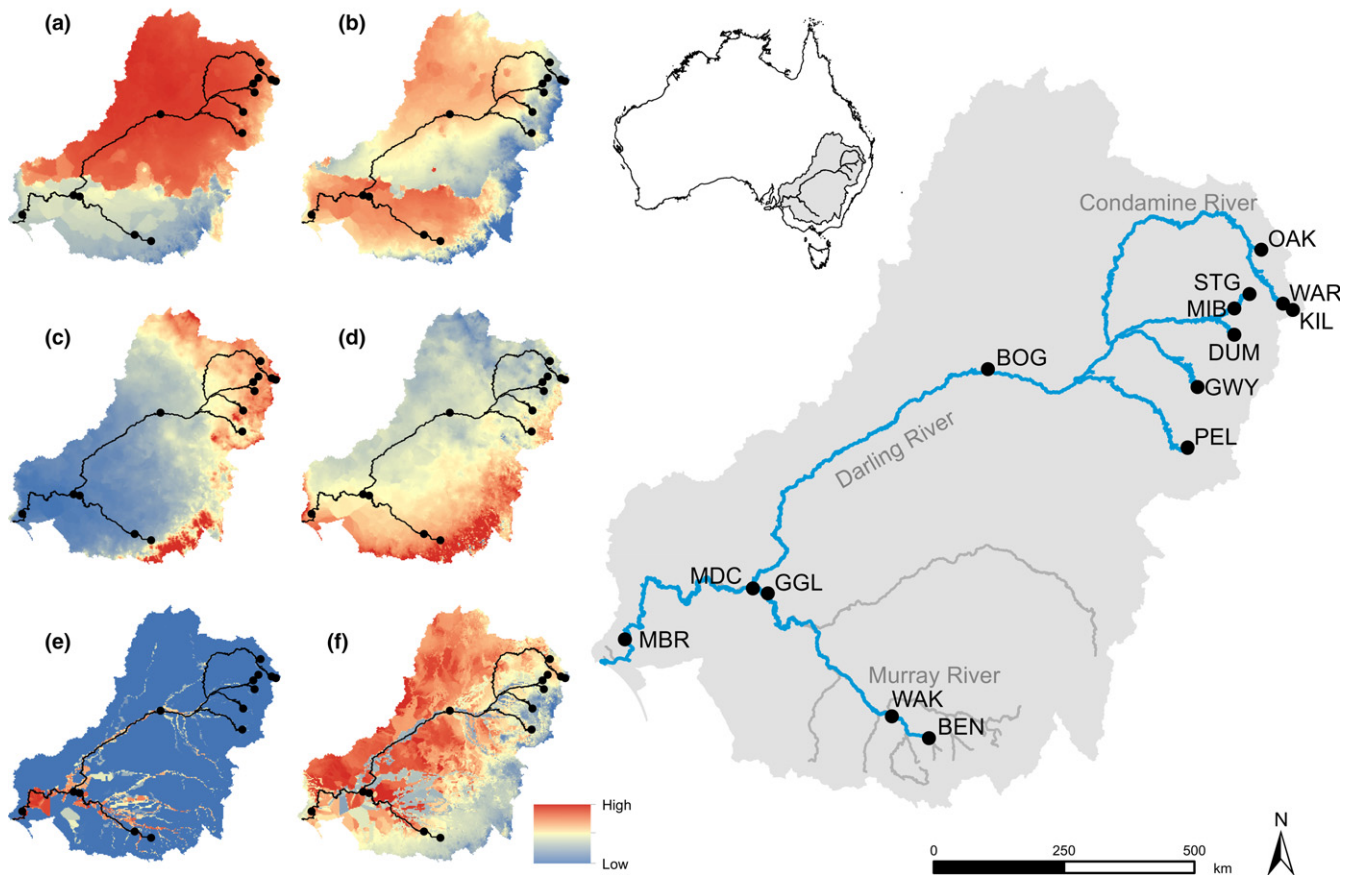 (a)
(b)
(c)
(d)
(e)
(f)
High
Low
Condamine River
OAK
STG
WAR
MIB
KIL
DUM
BOG
GWY
PEL
Darling River
MDC
GGL
MBR
Murray River
WAK
BEN
N
0 250 500
km